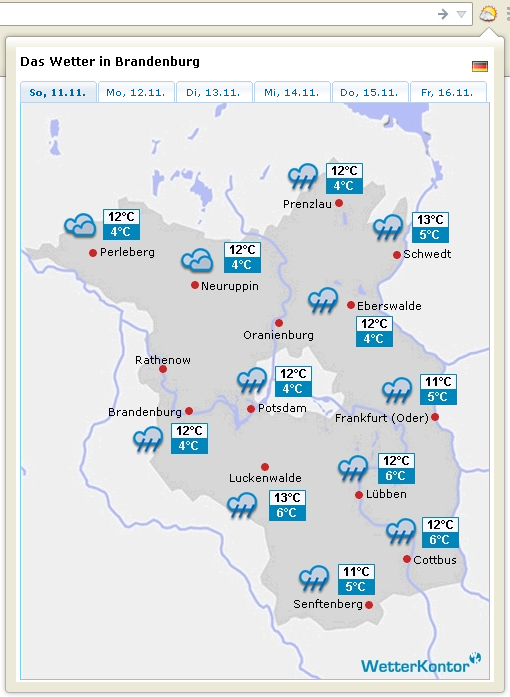 Das Wetter in Brandenburg
So, 11.11. Mo, 12.11. Di, 13.11. Mi, 14.11. Do, 15.11. Fr, 16.11.
12°C
4°C
Prenzlau
12°C
4°C
Perleberg
13°C
5°C
Schwedt
12°C
4°C
Neuruppin
Eberswalde
12°C
4°C
Oranienburg
Rathenow
12°C
4°C
Potsdam
11°C
5°C
Frankfurt (Oder)
Brandenburg
12°C
4°C
Luckenwalde
13°C
6°C
12°C
6°C
Lübben
12°C
6°C
Cottbus
11°C
5°C
Senftenberg
WetterKontor